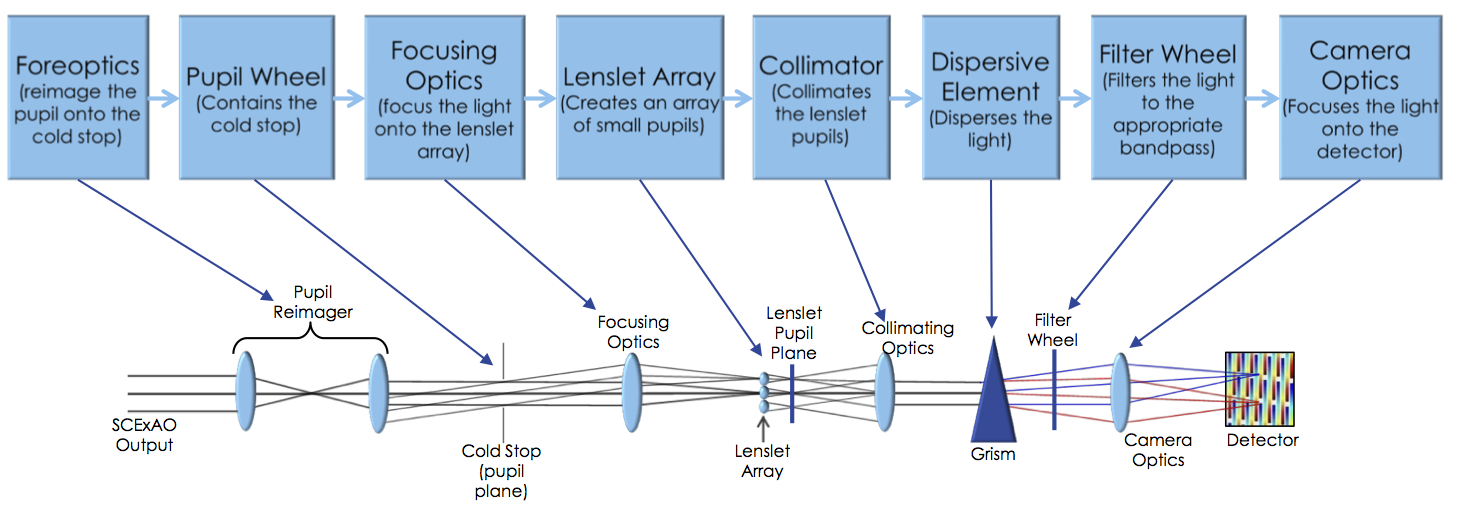 Foreoptics
(reimage the
pupil onto the
cold stop)
Pupil Wheel
(Contains the
cold stop)
Focusing
Optics
(focus the light
onto the lenslet
array)
Lenslet Array
(Creates an array
of small pupils)
Collimator
(Collimates
the lenslet
pupils)
Dispersive
Element
(Disperses the
light)
Filter Wheel
(Filters the light
to the
appropriate
bandpass)
Camera
Optics
(Focuses the light
onto the
detector)
Pupil
Reimager
SCExAO
Output
Cold Stop
(pupil
plane)
Focusing
Optics
Lenslet
Pupil
Plane
Lenslet
Array
Collimating
Optics
Grism
Filter
Wheel
Camera
Optics
Detector